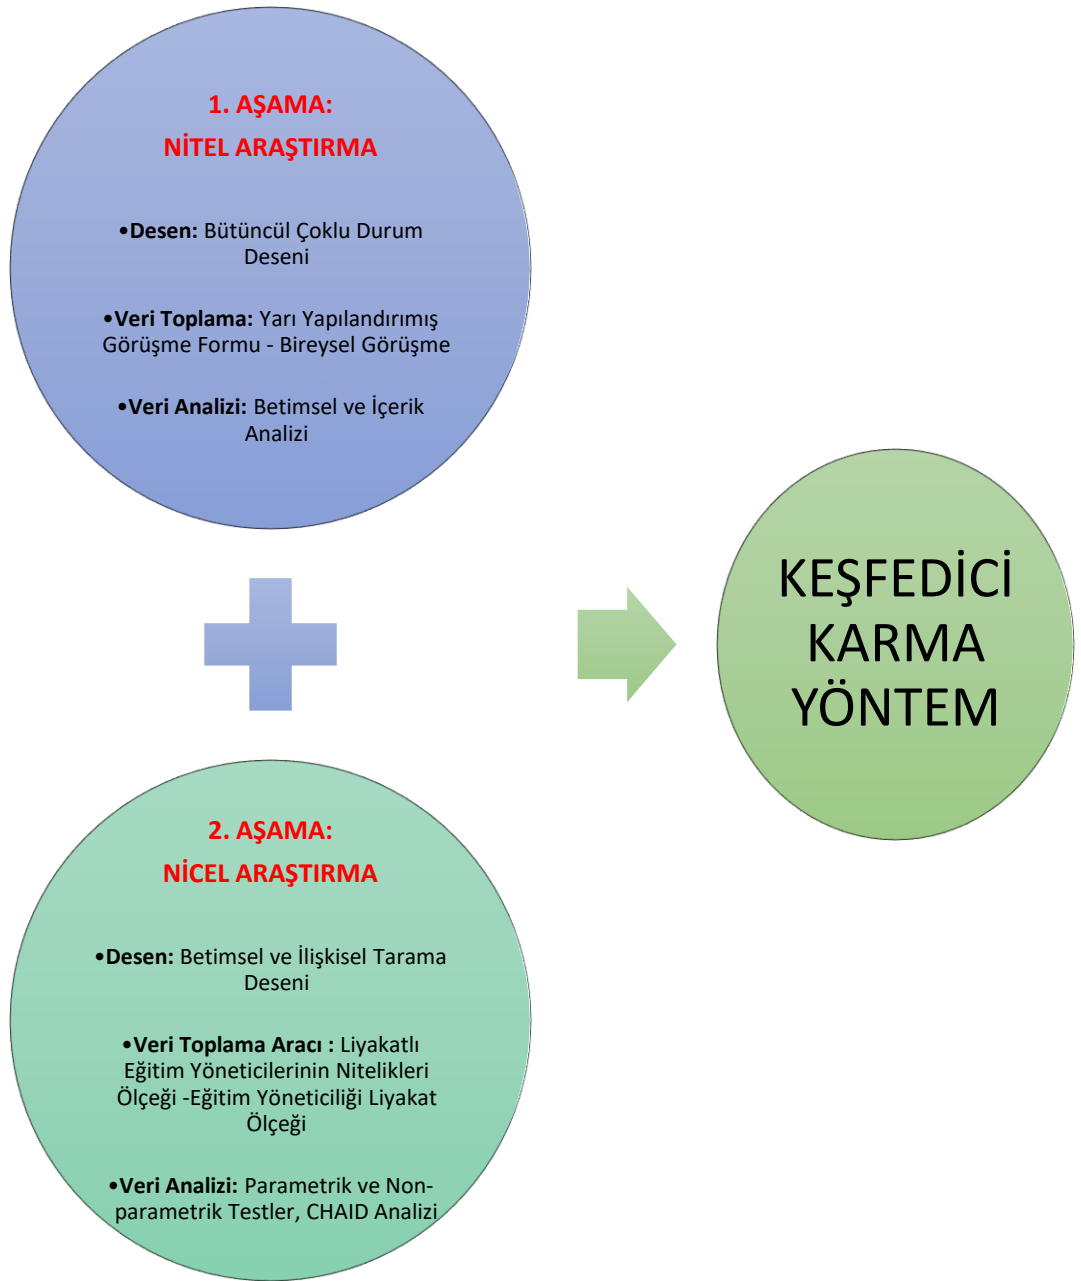 1. AŞAMA:
NİTEL ARAŞTIRMA
•Desen: Bütüncül Çoklu Durum
Deseni
•Veri Toplama: Yarı Yapılandırımış
Görüşme Formu - Bireysel Görüşme
•Veri Analizi: Betimsel ve İçerik
Analizi
2. AŞAMA:
NİCEL ARAŞTIRMA
•Desen: Betimsel ve İlişkisel Tarama
Deseni
•Veri Toplama Aracı : Liyakatlı
Eğitim Yöneticilerinin Nitelikleri
Ölçeği -Eğitim Yöneticiliği Liyakat
Ölçeği
•Veri Analizi: Parametrik ve Non-
parametrik Testler, CHAID Analizi
KEŞFEDİCİ
KARMA
YÖNTEM